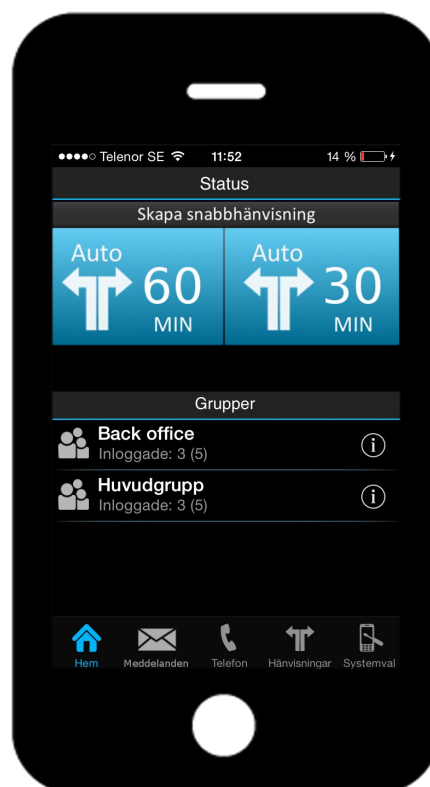 Telenor SE 11:52 14 %
Status
Skapa snabbhänvisning
Auto Auto
60 30
MIN MIN
Grupper
Back office
Inloggade: 3 (5)
i
Huvudgrupp
Inloggade: 3 (5)
i
Hem Meddelanden Telefon Hänvisningar Systemval